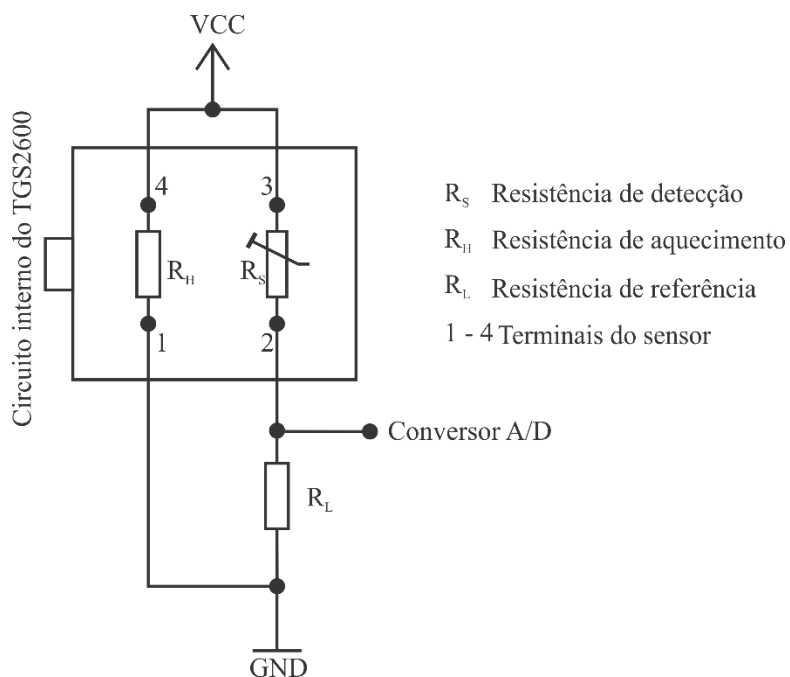 VCC
Circuito interno do TGS2600
4
3
R_H
R_S
1
2
Conversor A/D
R_L
GND
R_S Resistência de detecção
R_H Resistência de aquecimento
R_L Resistência de referência
1 - 4 Terminais do sensor